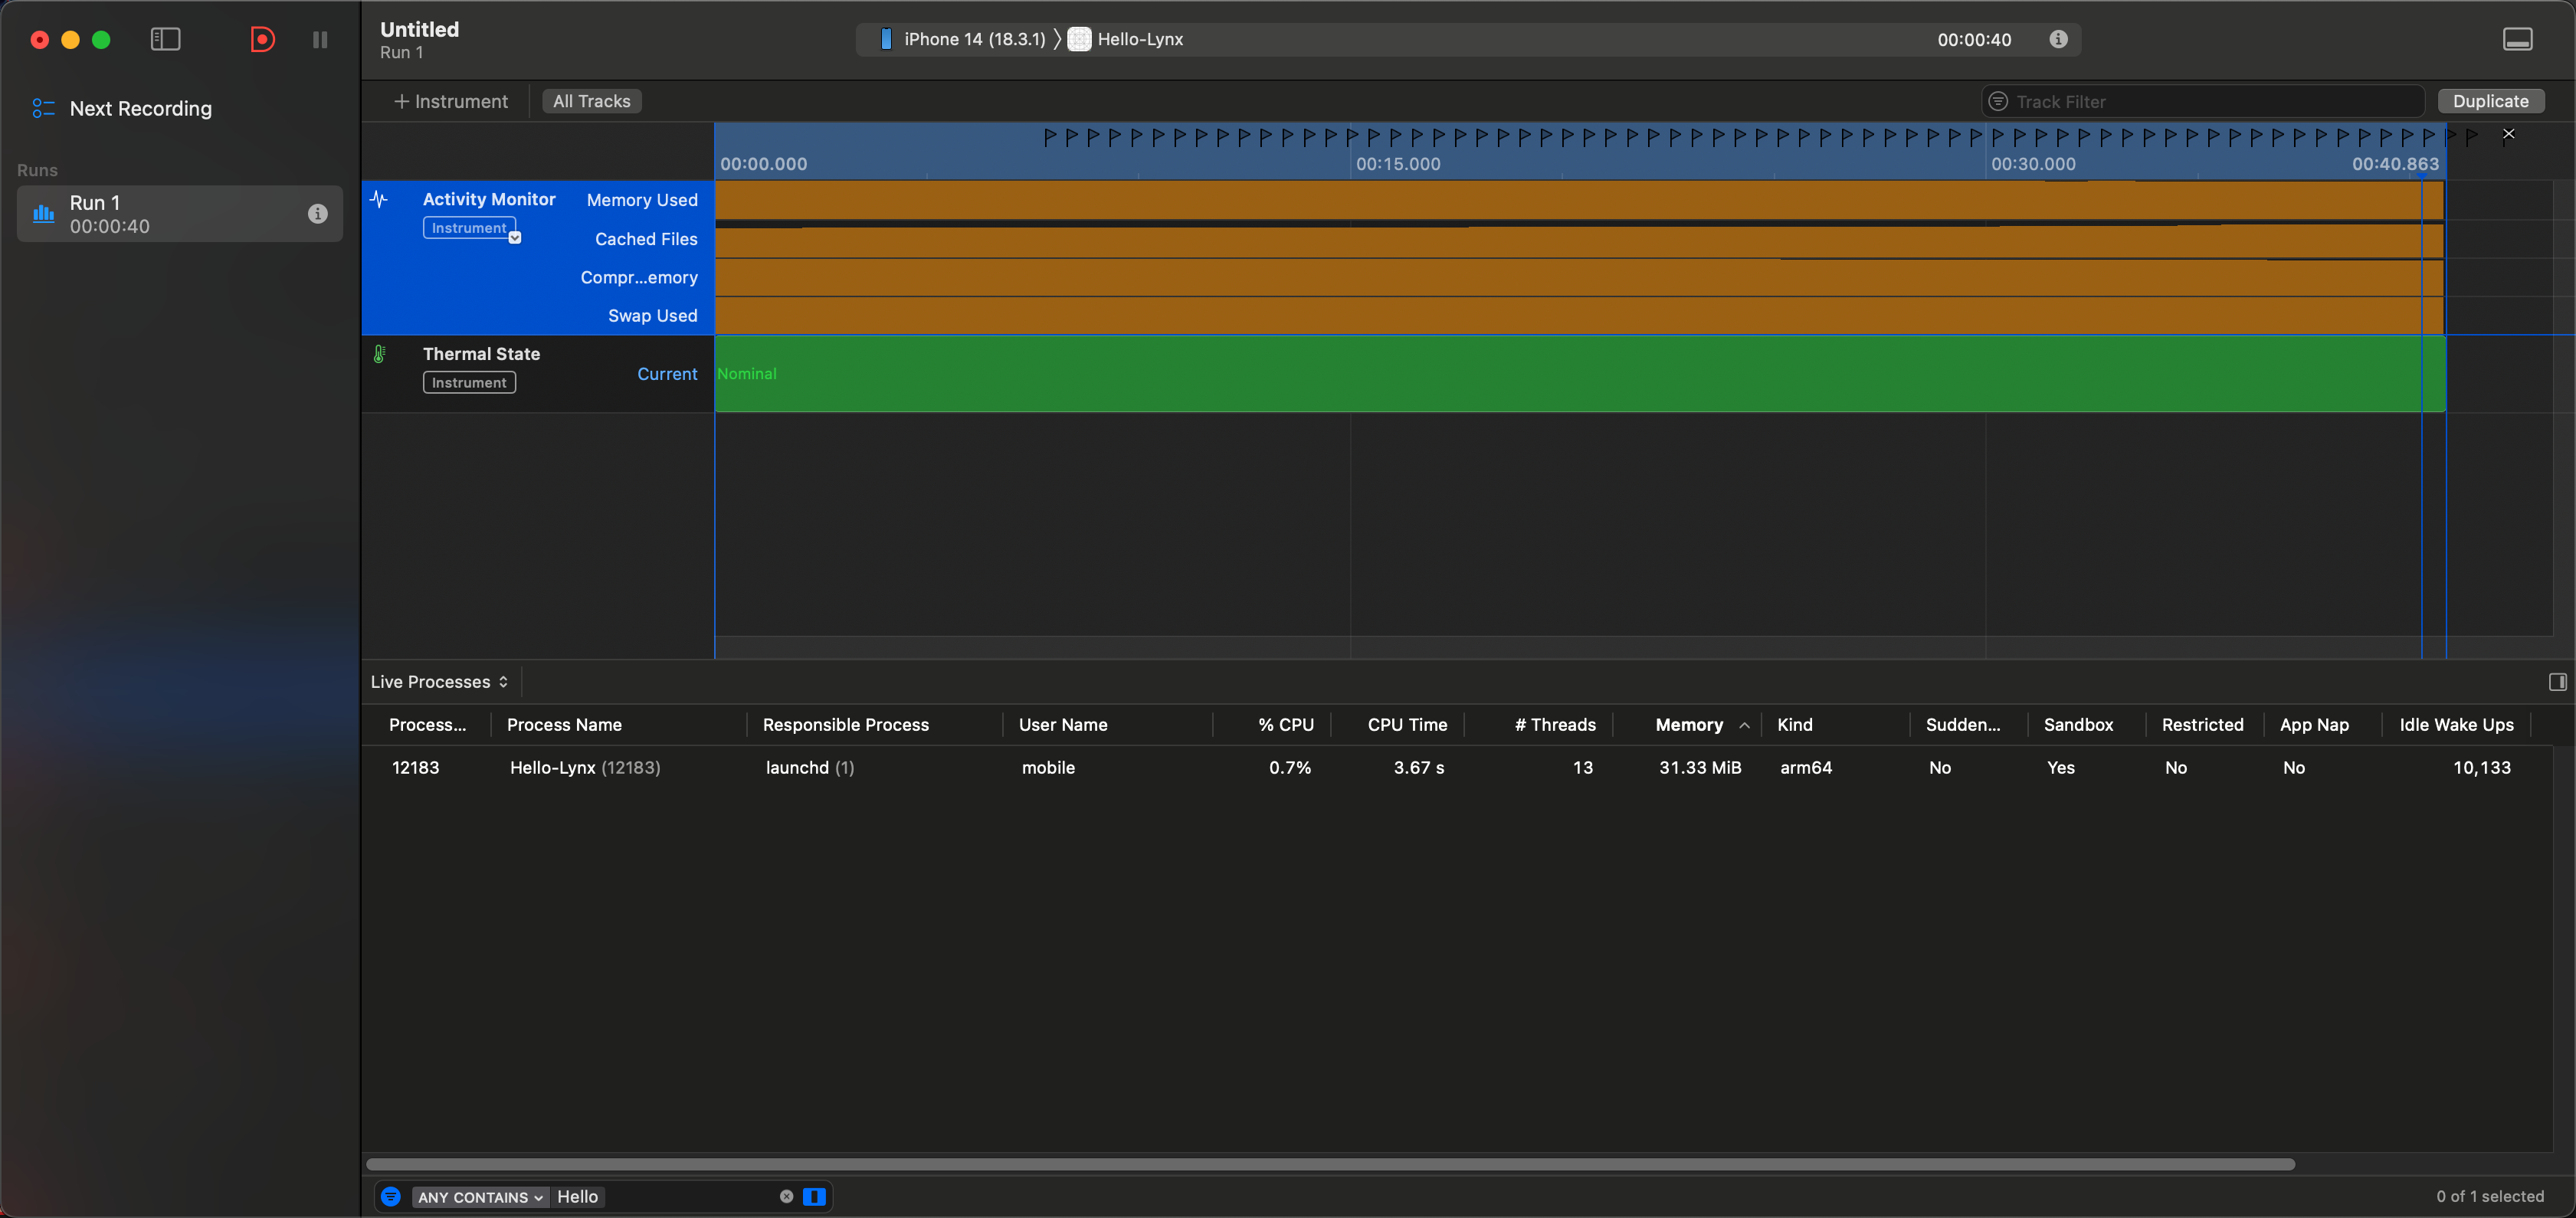 Untitled
Run 1
iPhone 14 (18.3.1) 〉 Hello-Lynx
00:00:40
Next Recording
Runs
Run 1
00:00:40
+ Instrument
All Tracks
Track Filter
Duplicate
00:00.000 00:15.000 00:30.000 00:40.863
Activity Monitor
Instrument
Memory Used
Cached Files
Compr...emory
Swap Used
Thermal State
Instrument
Current
Nominal
Live Processes
Process... Process Name Responsible Process User Name % CPU CPU Time # Threads Memory Kind Sudden... Sandbox Restricted App Nap Idle Wake Ups
12183 Hello-Lynx (12183) launchd (1) mobile 0.7% 3.67 s 13 31.33 MiB arm64 No Yes No No 10,133
ANY CONTAINS Hello
0 of 1 selected